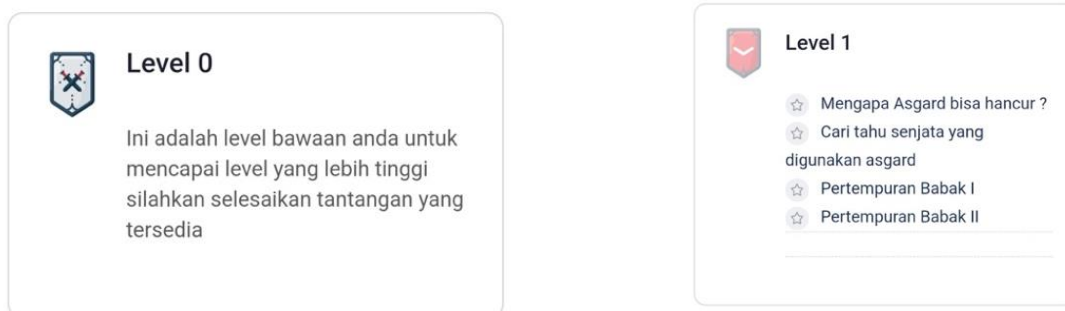 Level 0
Ini adalah level bawaan anda untuk
mencapai level yang lebih tinggi
silahkan selesaikan tantangan yang
tersedia
Level 1
Mengapa Asgard bisa hancur ?
Cari tahu senjata yang
digunakan asgard
Pertempuran Babak I
Pertempuran Babak II